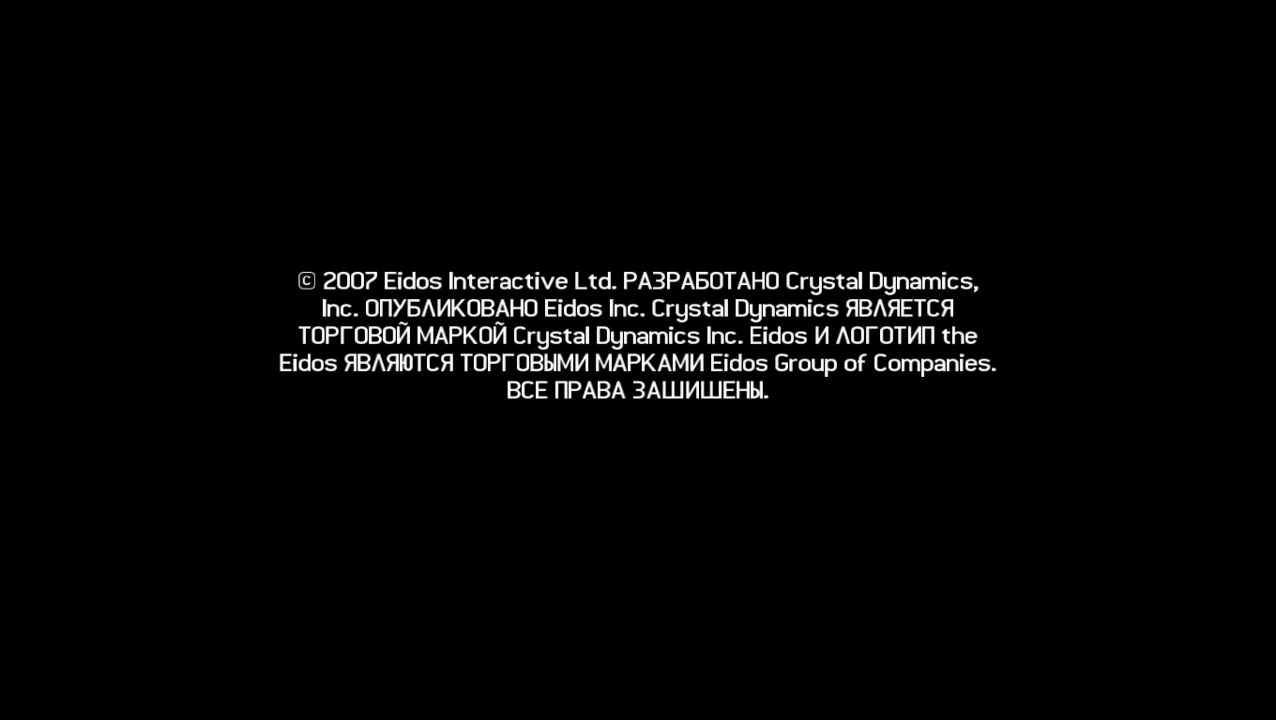 © 2007 Eidos Interactive Ltd. РАЗРАБОТАНО Crystal Dynamics,
Inc. ОПУБЛИКОВАНО Eidos Inc. Crystal Dynamics ЯВЛЯЕТСЯ
ТОРГОВОЙ МАРКОЙ Crystal Dynamics Inc. Eidos И ЛОГОТИП the
Eidos ЯВЛЯЮТСЯ ТОРГОВЫМИ МАРКАМИ Eidos Group of Companies.
ВСЕ ПРАВА ЗАШИШЕНЫ.